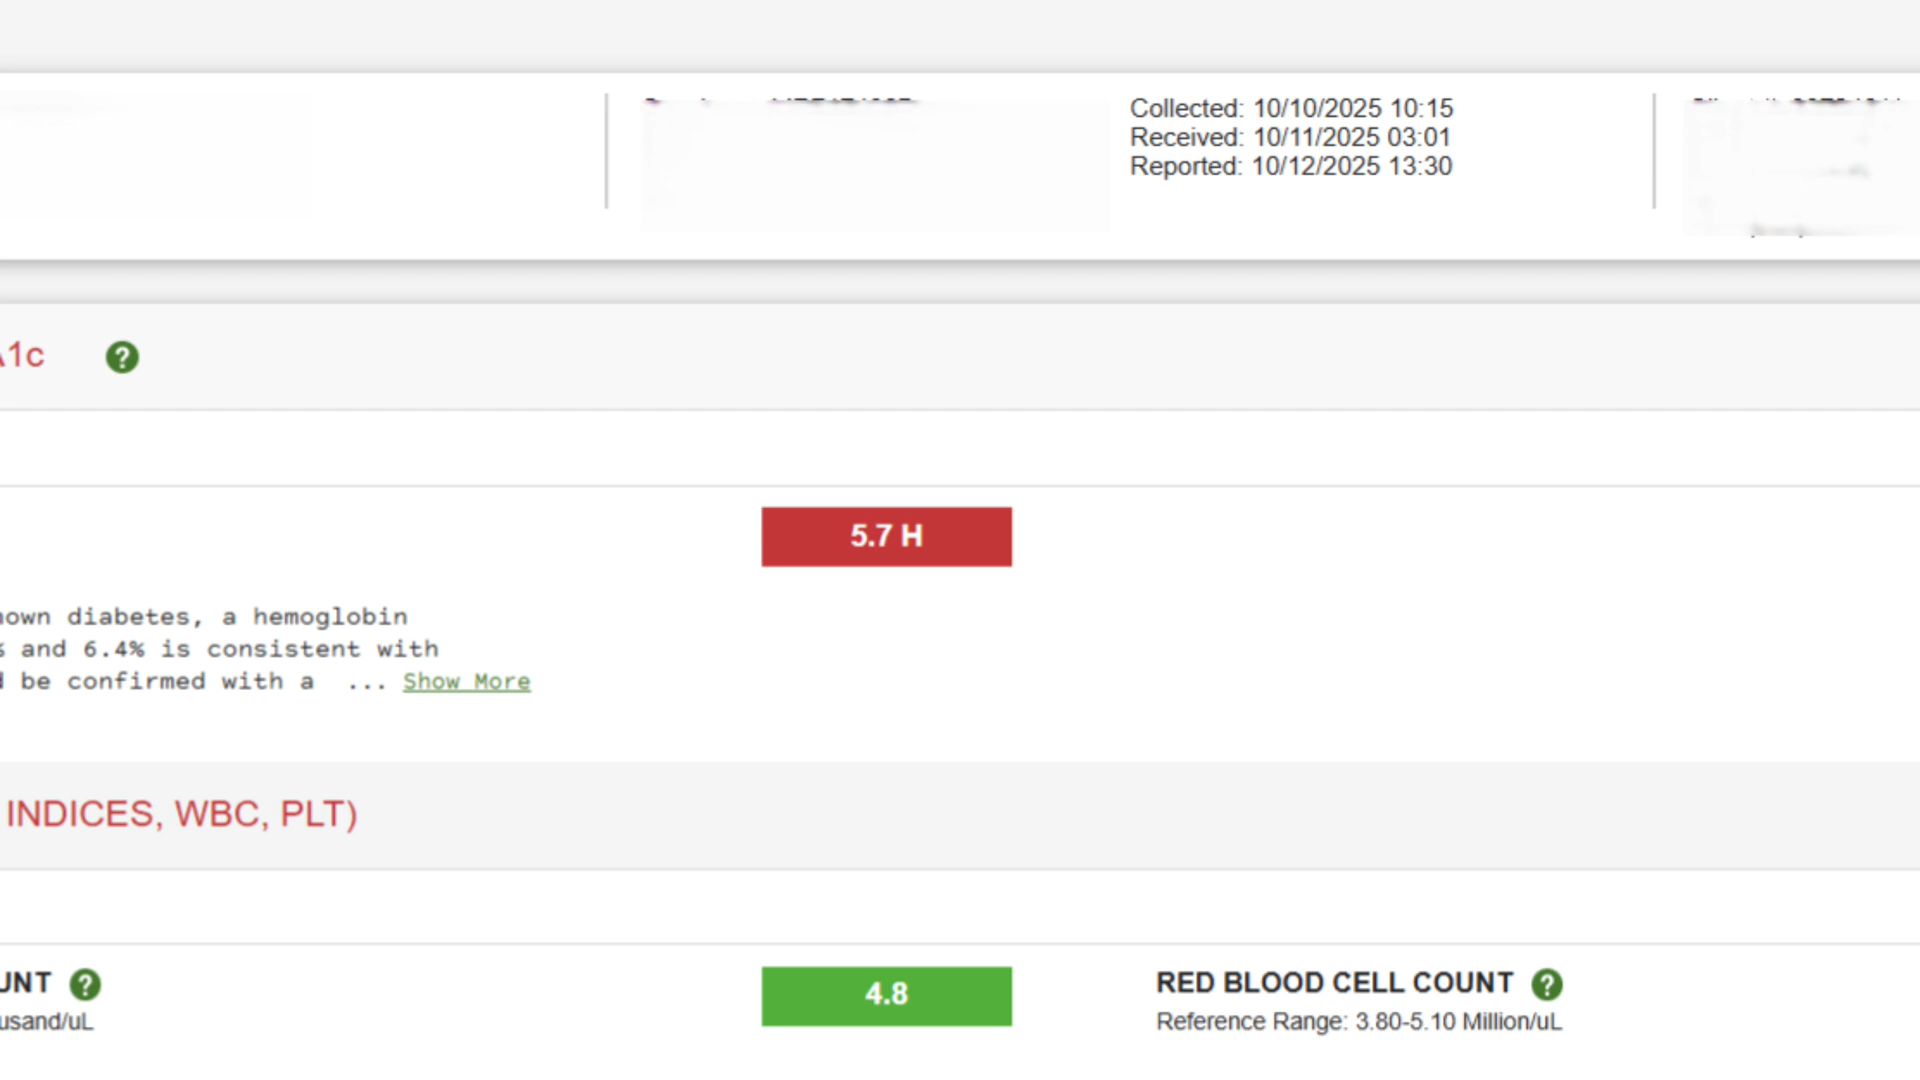 Collected: 10/10/2025 10:15
Received: 10/11/2025 03:01
Reported: 10/12/2025 13:30
A1c ?
5.7 H
nown diabetes, a hemoglobin
% and 6.4% is consistent with
d be confirmed with a ... Show More
INDICES, WBC, PLT)
UNT ?
usand/uL
4.8
RED BLOOD CELL COUNT ?
Reference Range: 3.80-5.10 Million/uL